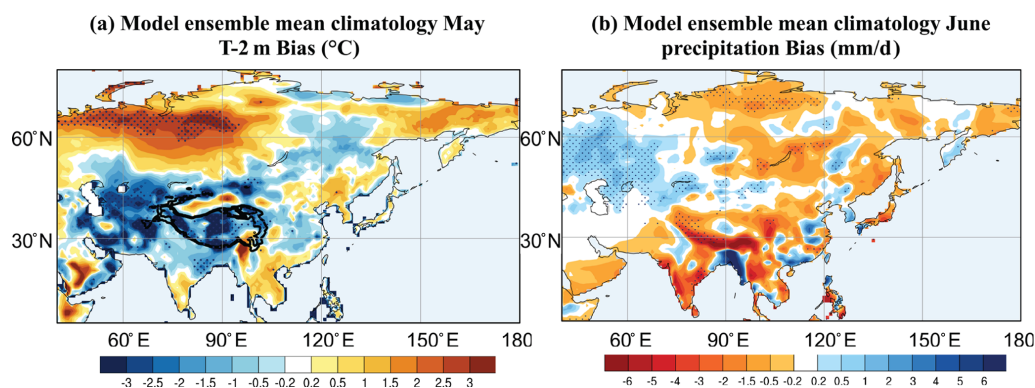 (a) Model ensemble mean climatology May
T-2 m Bias (°C)
(b) Model ensemble mean climatology June
precipitation Bias (mm/d)
60°N
30°N
60°E 90°E 120°E 150°E 180
-3 -2.5 -2 -1.5 -1 -0.5 -0.2 0.2 0.5 1 1.5 2 2.5 3
60°N
30°N
60°E 90°E 120°E 150°E 180
-6 -5 -4 -3 -2 -1.5 -0.5 -0.2 0.2 0.5 1 2 3 4 5 6